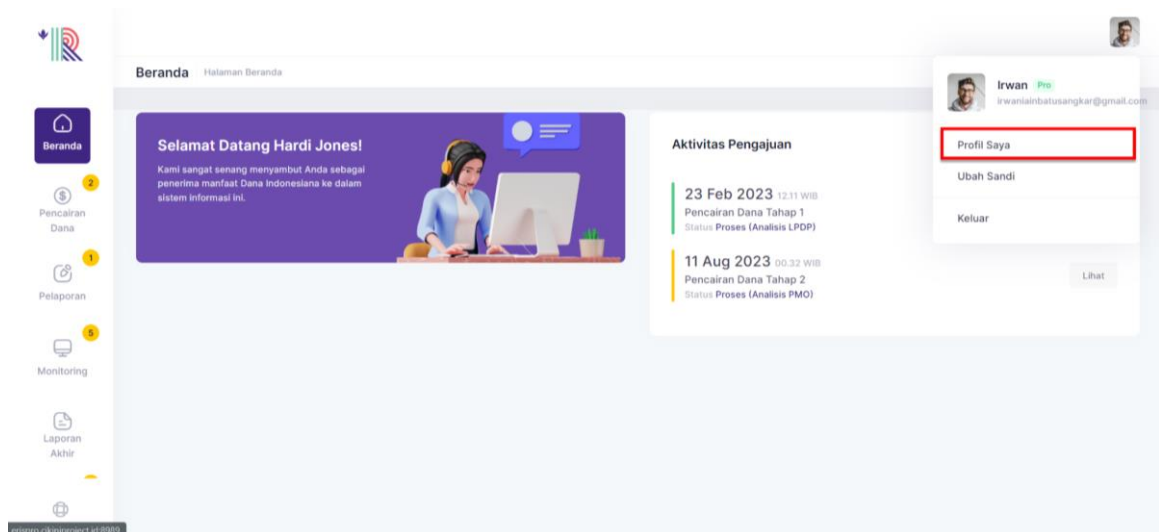 Beranda Halaman Beranda
Irwan Pro
irwaniainbatusangkar@gmail.com
Profil Saya
Ubah Sandi
Keluar
Beranda
2
Pencairan
Dana
1
Pelaporan
5
Monitoring
Laporan
Akhir
Selamat Datang Hardi Jones!
Kami sangat senang menyambut Anda sebagai
penerima manfaat Dana Indonesiana ke dalam
sistem informasi ini.
Aktivitas Pengajuan
23 Feb 2023 12.11 WIB
Pencairan Dana Tahap 1
Status Proses (Analisis LPDP)
11 Aug 2023 00.32 WIB
Pencairan Dana Tahap 2
Status Proses (Analisis PMO)
Lihat